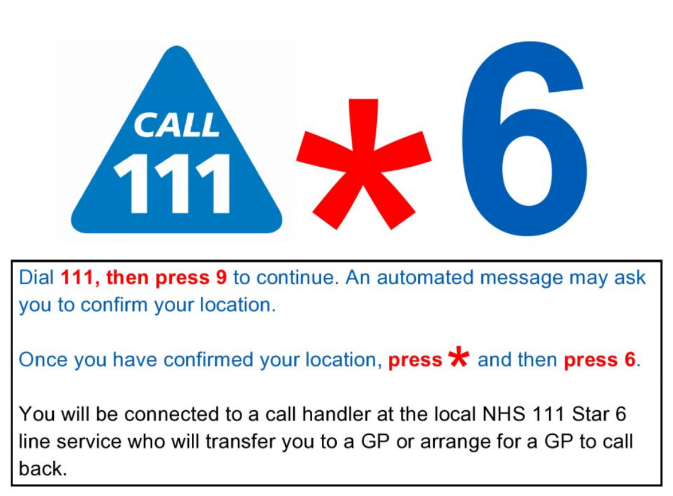 CALL
111 * 6
Dial 111, then press 9 to continue. An automated message may ask
you to confirm your location.
Once you have confirmed your location, press * and then press 6.
You will be connected to a call handler at the local NHS 111 Star 6
line service who will transfer you to a GP or arrange for a GP to call
back.